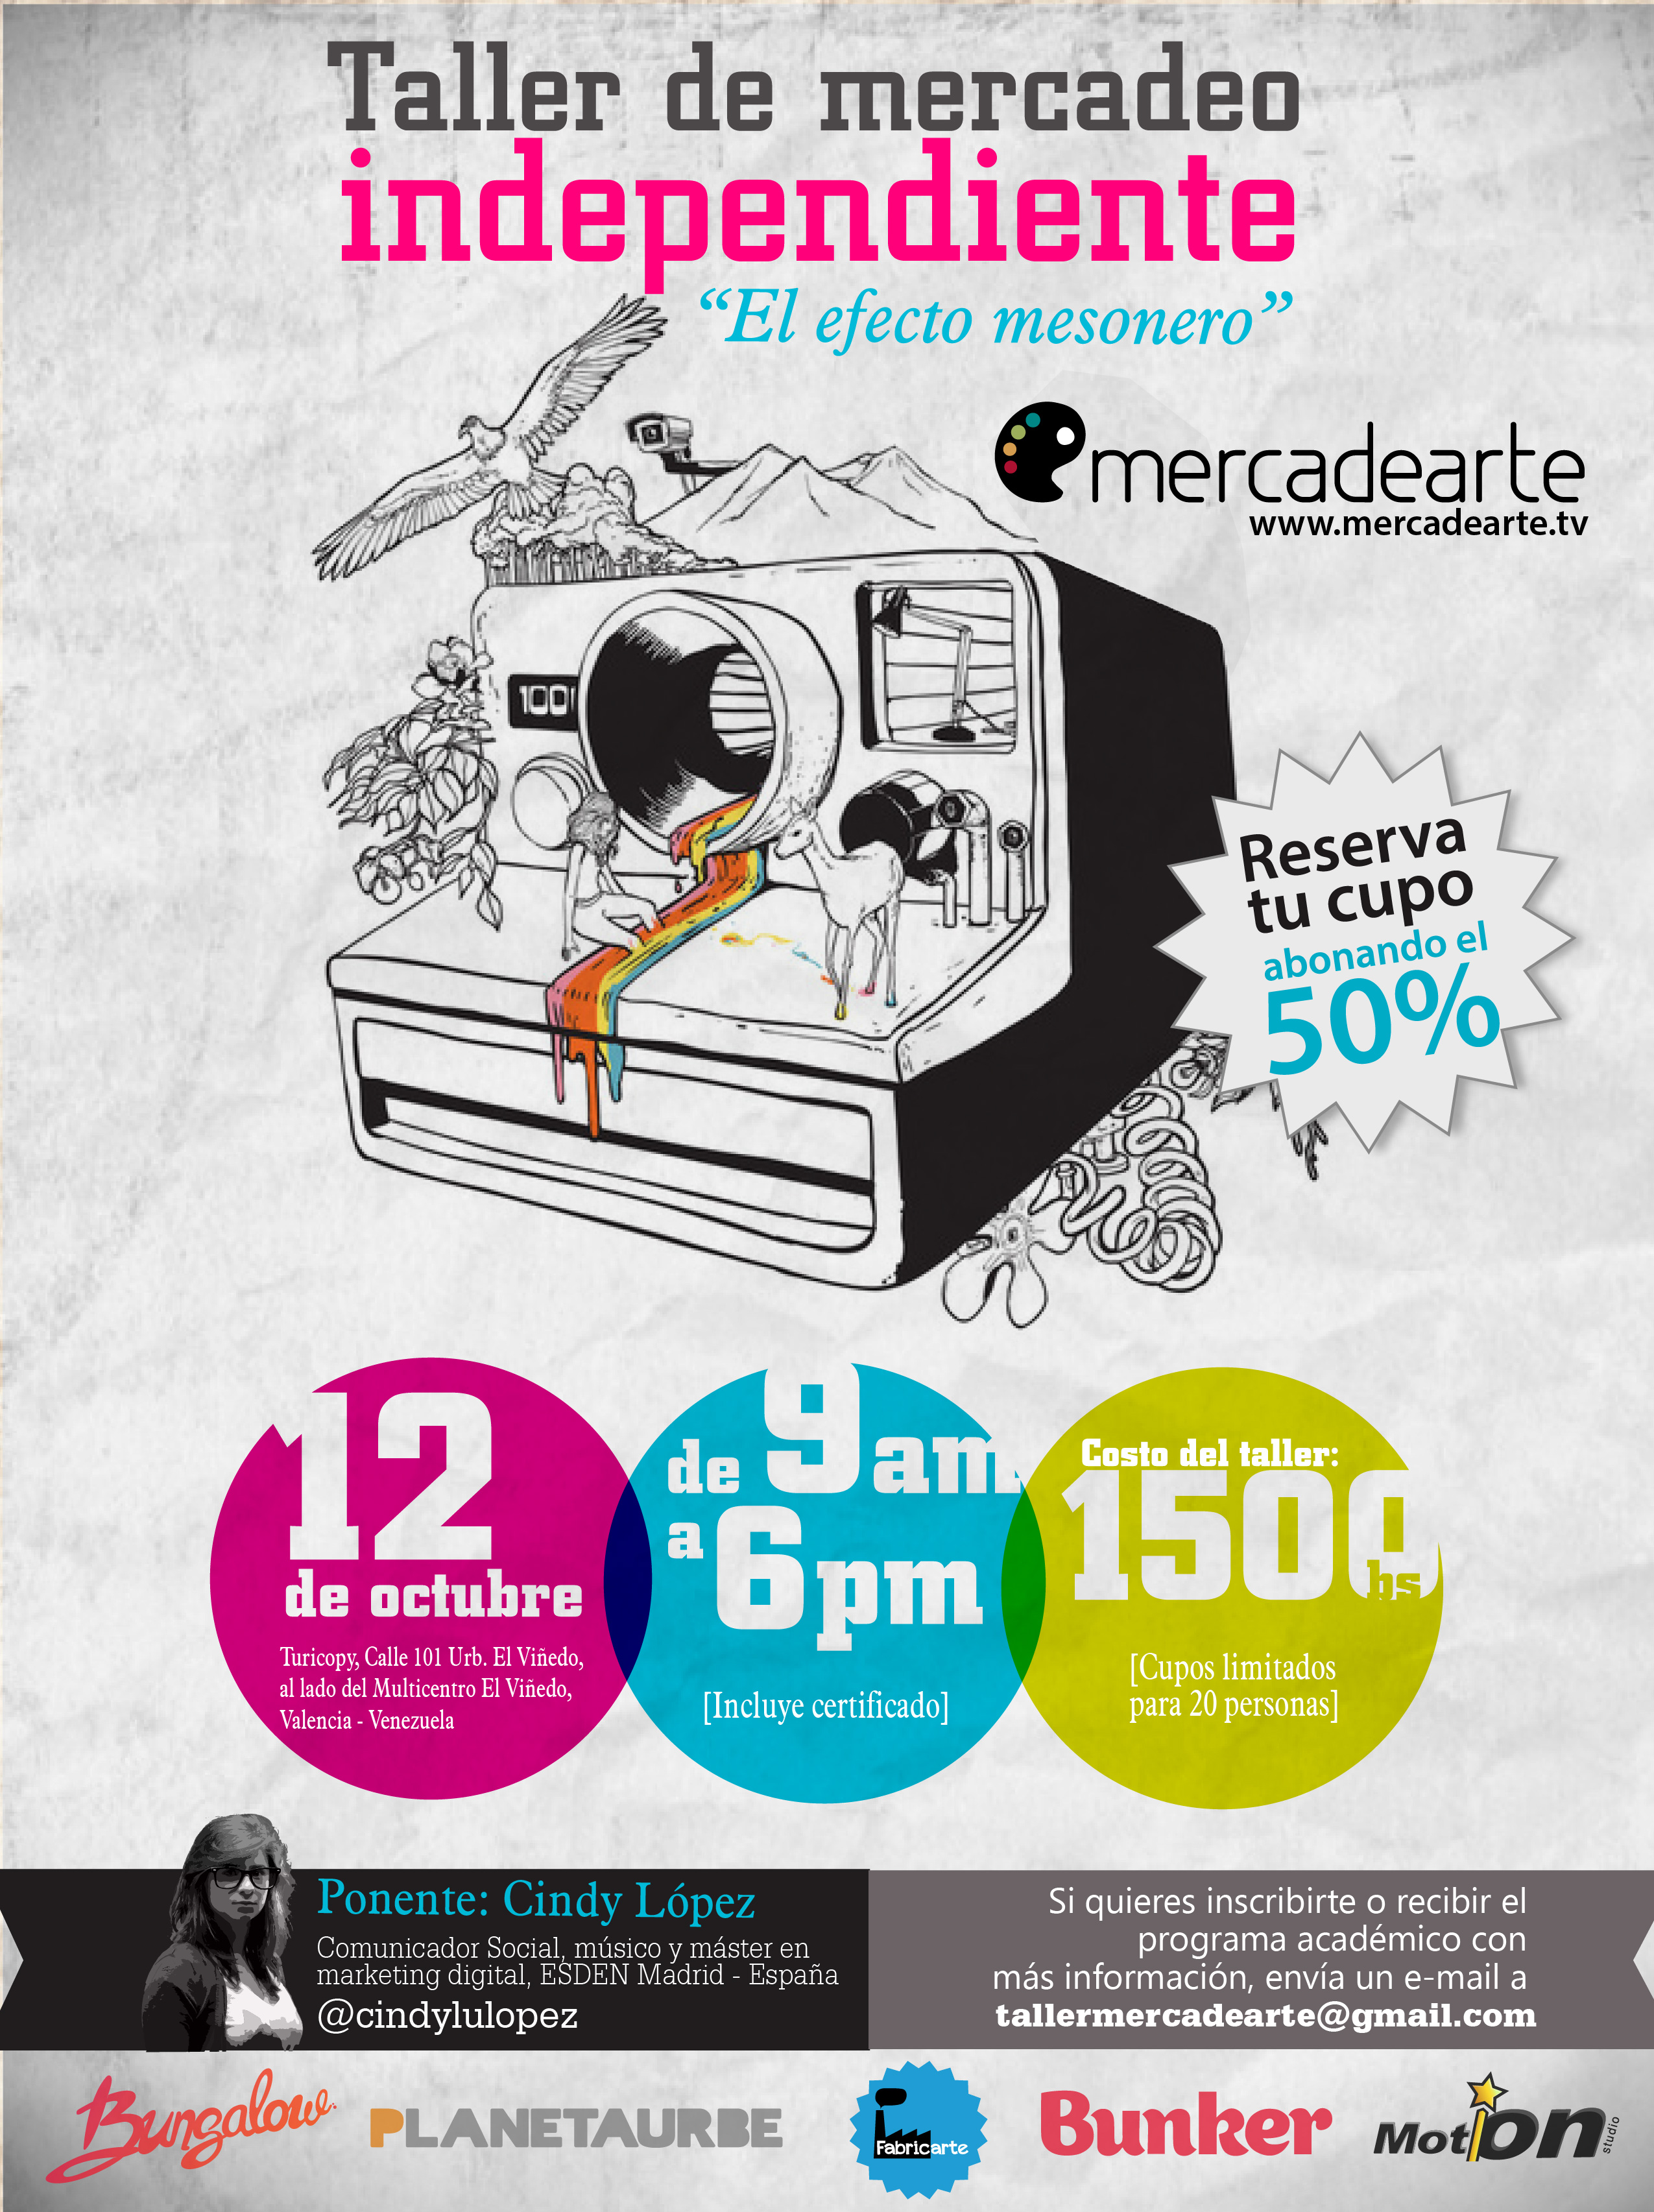 Taller de mercadeo
independiente
“El efecto mesonero”
mercadearte
www.mercadearte.tv
100
Reserva
tu cupo
abonando el
50%
12
de octubre
Turicopy, Calle 101 Urb. El Viñedo,
al lado del Multicentro El Viñedo,
Valencia - Venezuela
de 9am
a 6pm
[Incluye certificado]
Costo del taller:
1500
bs
[Cupos limitados
para 20 personas]
Ponente: Cindy López
Comunicador Social, músico y máster en
marketing digital, ESDEN Madrid - España
@cindylulopez
Si quieres inscribirte o recibir el
programa académico con
más información, envía un e-mail a
tallermercadearte@gmail.com
Bungalow
PLANETAURBE
Fabricarte
Bunker
Motion
studio